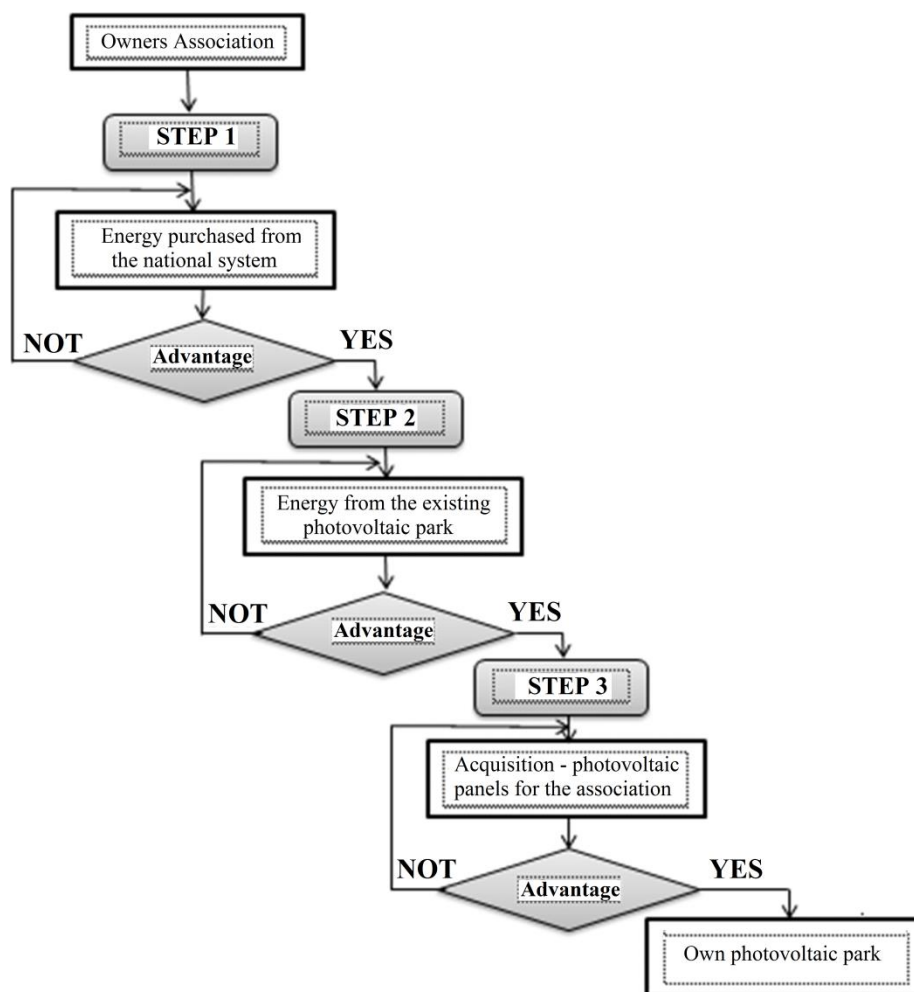 Owners Association
STEP 1
Energy purchased from
the national system
NOT
YES
Advantage
STEP 2
Energy from the existing
photovoltaic park
NOT
YES
Advantage
STEP 3
Acquisition - photovoltaic
panels for the association
NOT
YES
Advantage
Own photovoltaic park